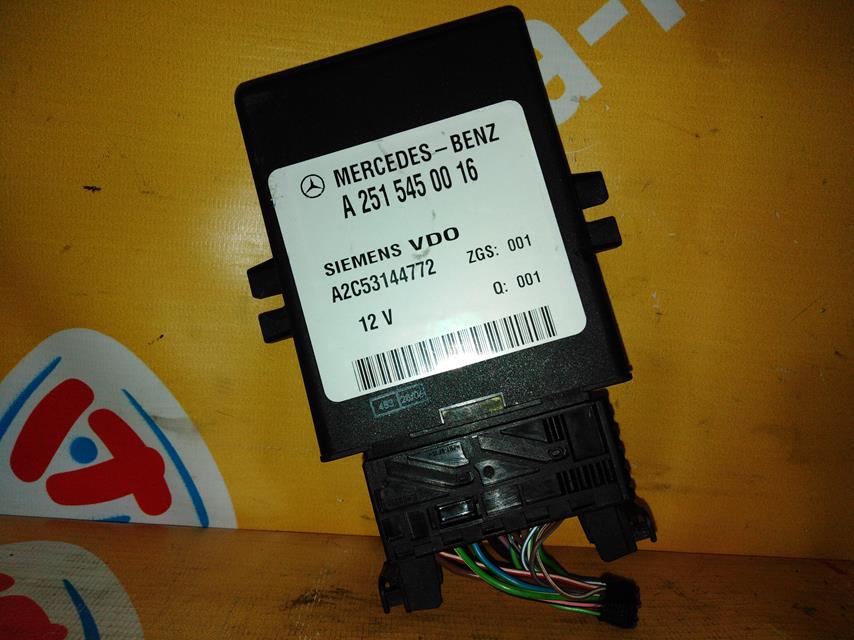 MERCEDES-BENZ
A 251 545 00 16
SIEMENS VDO
A2C53144772
ZGS: 001
12 V
Q: 001